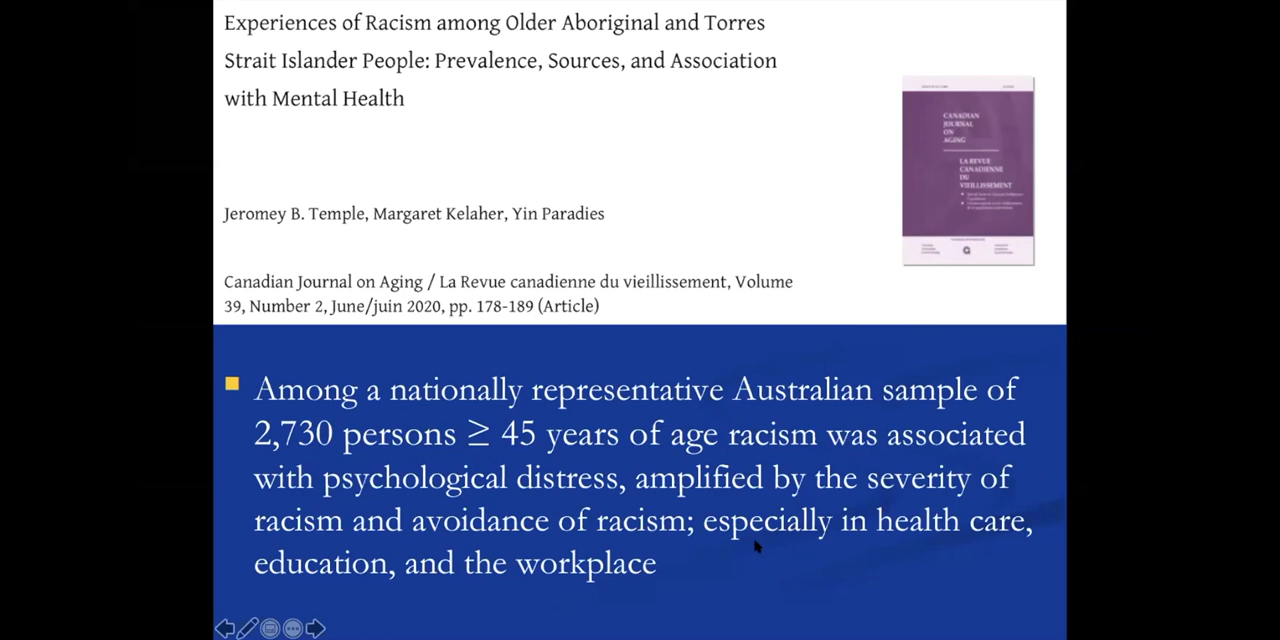 Experiences of Racism among Older Aboriginal and Torres
Strait Islander People: Prevalence, Sources, and Association
with Mental Health
CANADIAN
JOURNAL
ON
AGING
LA REVUE
CANADIENNE
DU
VIEILLISSEMENT
Jeromey B. Temple, Margaret Kelaher, Yin Paradies
Canadian Journal on Aging / La Revue canadienne du vieillissement, Volume
39, Number 2, June/juin 2020, pp. 178-189 (Article)
Among a nationally representative Australian sample of
2,730 persons ≥ 45 years of age racism was associated
with psychological distress, amplified by the severity of
racism and avoidance of racism; especially in health care,
education, and the workplace